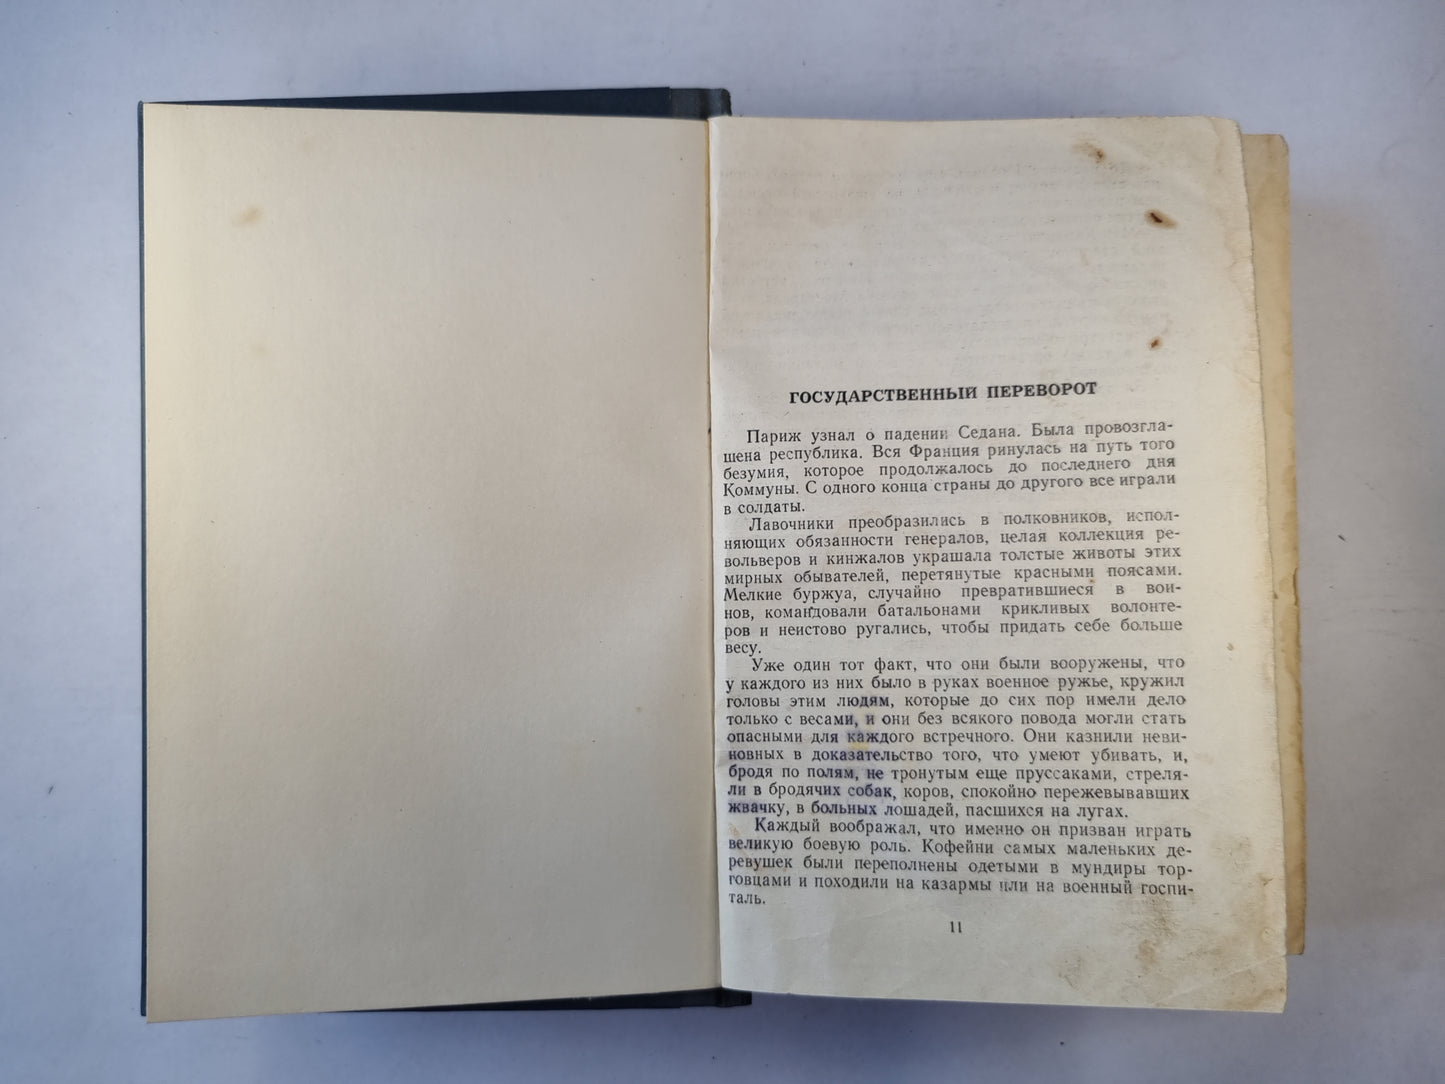 ГОСУДАРСТВЕННЫЙ ПЕРЕВОРОТ
Париж узнал о падении Седана. Была провозгла-
шена республика. Вся Франция ринулась на путь того
безумия, которое продолжалось до последнего дня
Коммуны. С одного конца страны до другого все играли
в солдаты.
Лавочники преобразились в полковников, испол-
няющих обязанности генералов, целая коллекция ре-
вольверов и кинжалов украшала толстые животы этих
мирных обывателей, перетянутые красными поясами.
Мелкие буржуа, случайно превратившиеся в вои-
нов, командовали батальонами крикливых волонте-
ров и неистово ругались, чтобы придать себе больше
весу.
Уже один тот факт, что они были вооружены, что
у каждого из них было в руках военное ружье, кружил
головы этим людям, которые до сих пор имели дело
только с весами, и они без всякого повода могли стать
опасными для каждого встречного. Они казнили неви-
новных в доказательство того, что умеют убивать, и,
бродя по полям, не тронутым еще пруссаками, стреля-
ли в бродячих собак, коров, спокойно пережевывавших
жвачку, в больных лошадей, пасшихся на лугах.
Каждый воображал, что именно он призван играть
великую боевую роль. Кофейни самых маленьких де-
ревушек были переполнены одетыми в мундиры тор-
говцами и походили на казармы или на военный госпи-
таль.
11